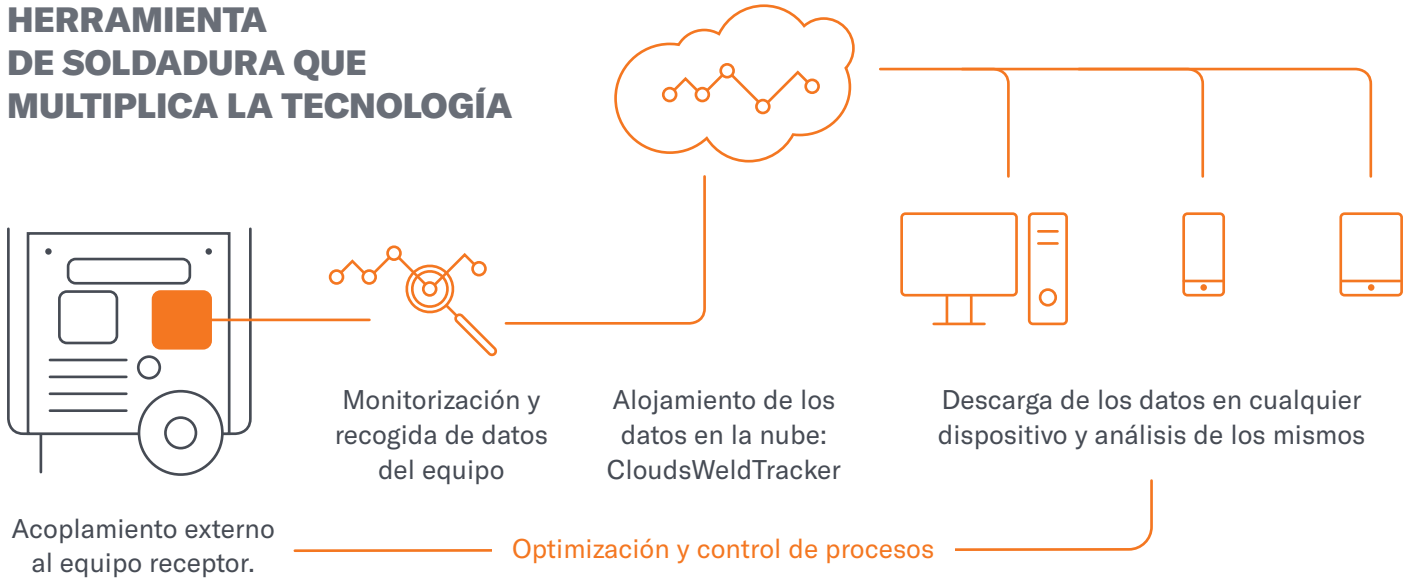 HERRAMIENTA
DE SOLDADURA QUE
MULTIPLICA LA TECNOLOGÍA
Monitorización y
recogida de datos
del equipo
Alojamiento de los
datos en la nube:
CloudsWeldTracker
Descarga de los datos en cualquier
dispositivo y análisis de los mismos
Acoplamiento externo
al equipo receptor.
Optimización y control de procesos